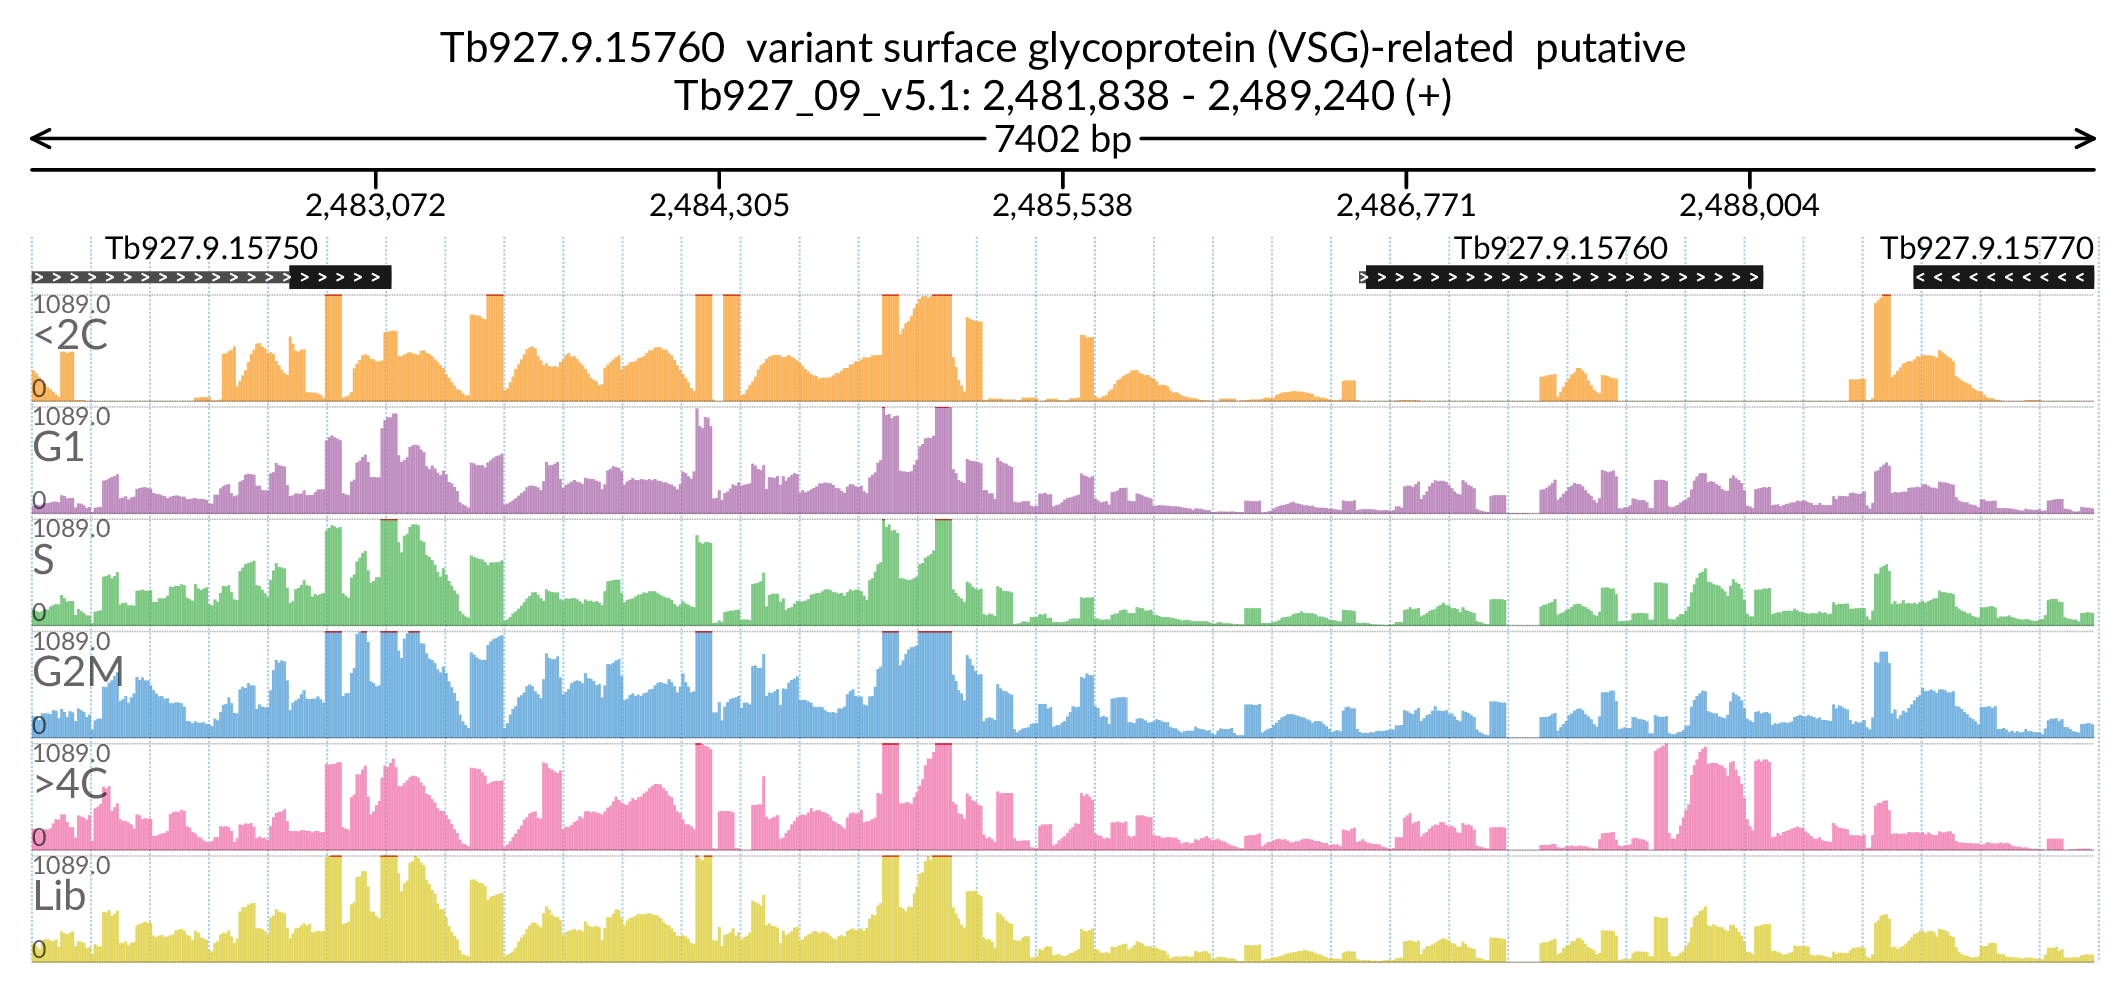 Tb927.9.15760 variant surface glycoprotein (VSG)-related putative
Tb927_09_v5.1: 2,481,838 - 2,489,240 (+)
7402 bp
2,483,072 2,484,305 2,485,538 2,486,771 2,488,004
Tb927.9.15750 Tb927.9.15760 Tb927.9.15770
1089.0
<2C
0
1089.0
G1
0
1089.0
S
0
1089.0
G2M
0
1089.0
>4C
0
1089.0
Lib
0